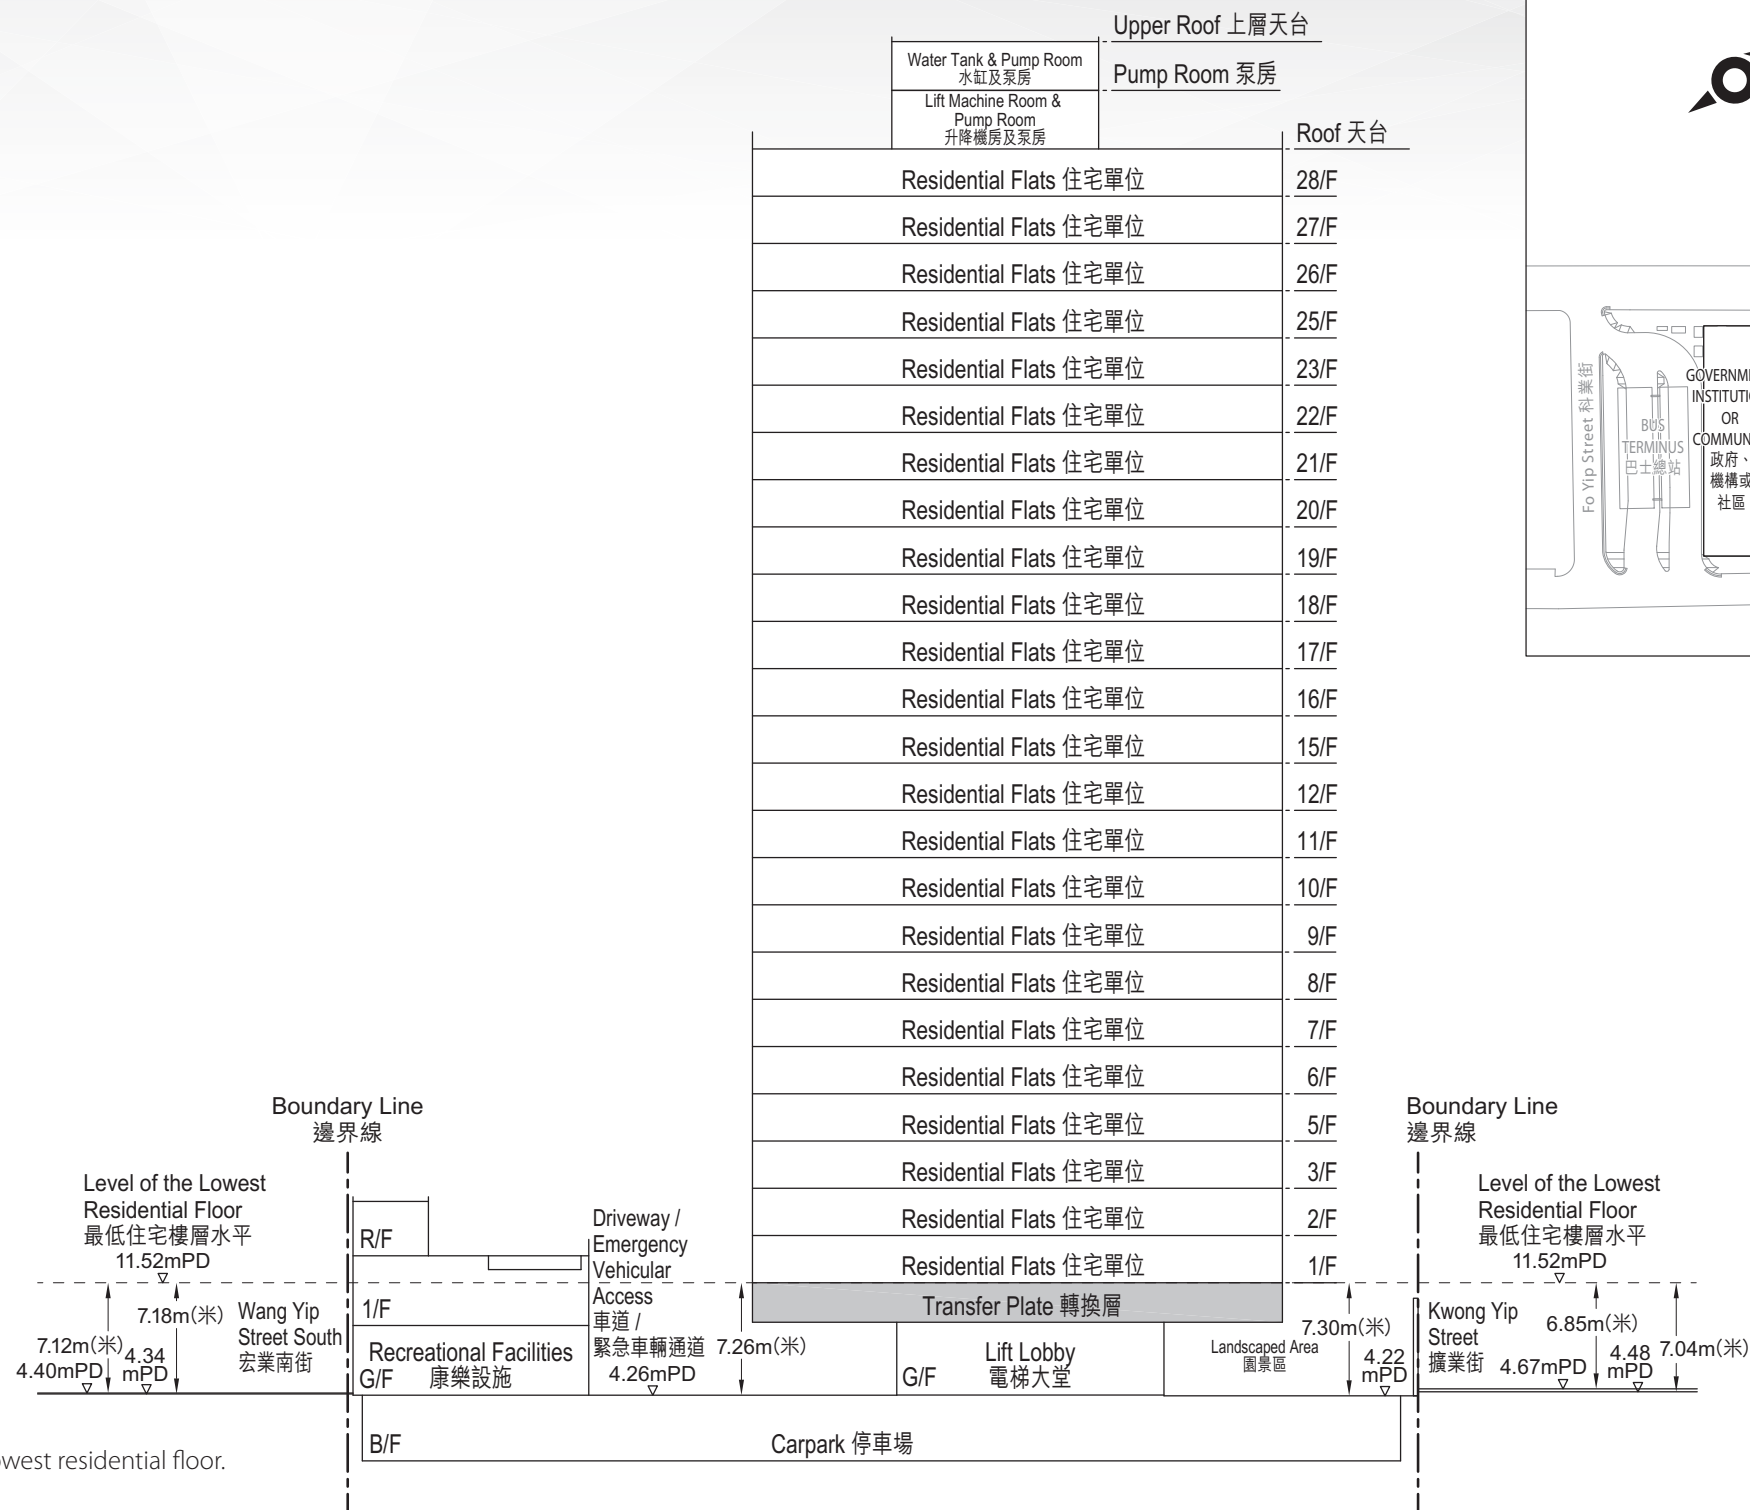 Upper Roof 上層天台
Water Tank & Pump Room
水缸及泵房
Pump Room 泵房
Lift Machine Room &
Pump Room
升降機房及泵房
Roof 天台
Residential Flats 住宅單位 28/F
Residential Flats 住宅單位 27/F
Residential Flats 住宅單位 26/F
Residential Flats 住宅單位 25/F
Residential Flats 住宅單位 23/F
Residential Flats 住宅單位 22/F
Residential Flats 住宅單位 21/F
Residential Flats 住宅單位 20/F
Residential Flats 住宅單位 19/F
Residential Flats 住宅單位 18/F
Residential Flats 住宅單位 17/F
Residential Flats 住宅單位 16/F
Residential Flats 住宅單位 15/F
Residential Flats 住宅單位 12/F
Residential Flats 住宅單位 11/F
Residential Flats 住宅單位 10/F
Residential Flats 住宅單位 9/F
Residential Flats 住宅單位 8/F
Residential Flats 住宅單位 7/F
Residential Flats 住宅單位 6/F
Residential Flats 住宅單位 5/F
Residential Flats 住宅單位 3/F
Residential Flats 住宅單位 2/F
Residential Flats 住宅單位 1/F
Transfer Plate 轉換層
Fo Yip Street 科業街
BUS
TERMINUS
巴士總站
GOVERNM
INSTITUTI
OR
COMMUN
政府、
機構或
社區
Boundary Line
邊界線
Level of the Lowest
Residential Floor
最低住宅樓層水平
11.52mPD
7.18m(米)
7.12m(米)
4.40mPD
4.34
mPD
Wang Yip
Street South
宏業南街
R/F
1/F
Recreational Facilities
G/F 康樂設施
Driveway /
Emergency
Vehicular
Access
車道 /
緊急車輛通道
4.26mPD
7.26m(米)
Lift Lobby
G/F 電梯大堂
Landscaped Area
園景區
7.30m(米)
4.22
mPD
Boundary Line
邊界線
Level of the Lowest
Residential Floor
最低住宅樓層水平
11.52mPD
Kwong Yip
Street
擴業街
6.85m(米)
4.67mPD
4.48
mPD
7.04m(米)
B/F Carpark 停車場
west residential floor.